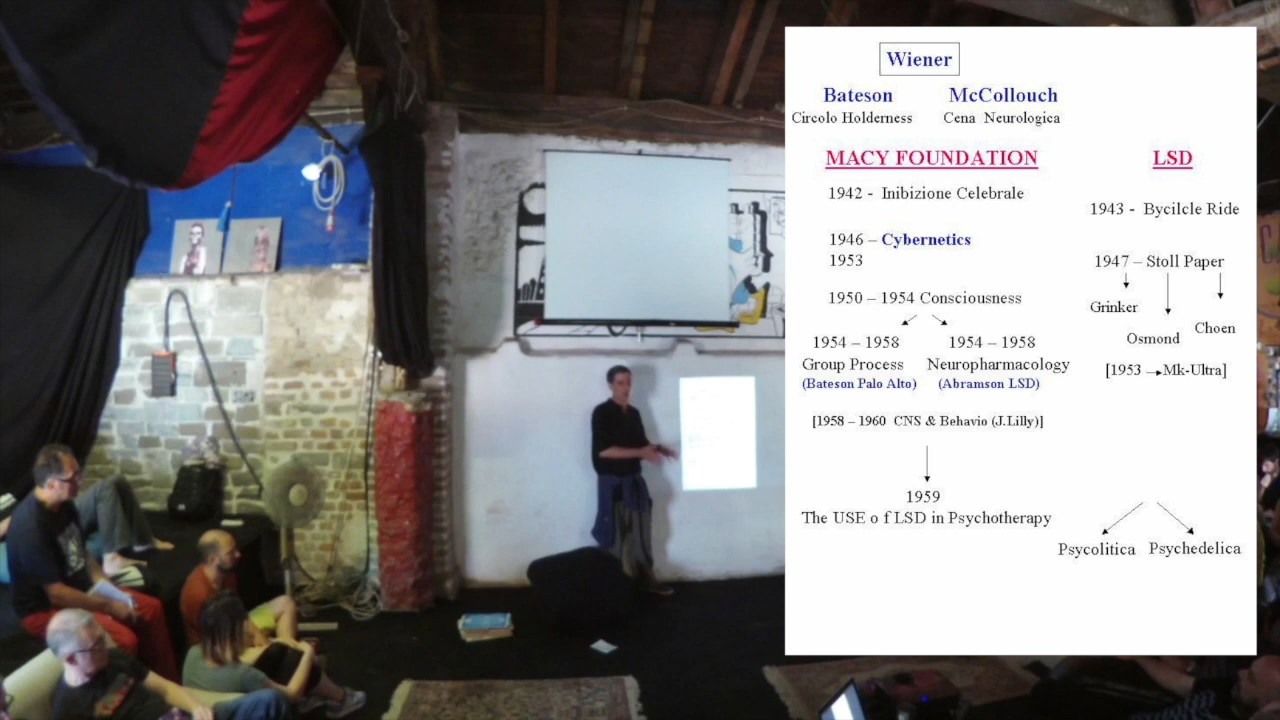 Wiener
Bateson McCollouch
Circolo Holderness Cena Neurologica
MACY FOUNDATION
1942 - Inibizione Celebrale
1946 – Cybernetics
1953
1950 – 1954 Consciousness
1954 – 1958 1954 – 1958
Group Process Neuropharmacology
(Bateson Palo Alto) (Abramson LSD)
[1958 – 1960 CNS & Behavio (J.Lilly)]
1959
The USE o f LSD in Psychotherapy
LSD
1943 - Bycilcle Ride
1947 – Stoll Paper
Grinker
Osmond
Choen
[1953 Mk-Ultra]
Psycolitica Psychedelica